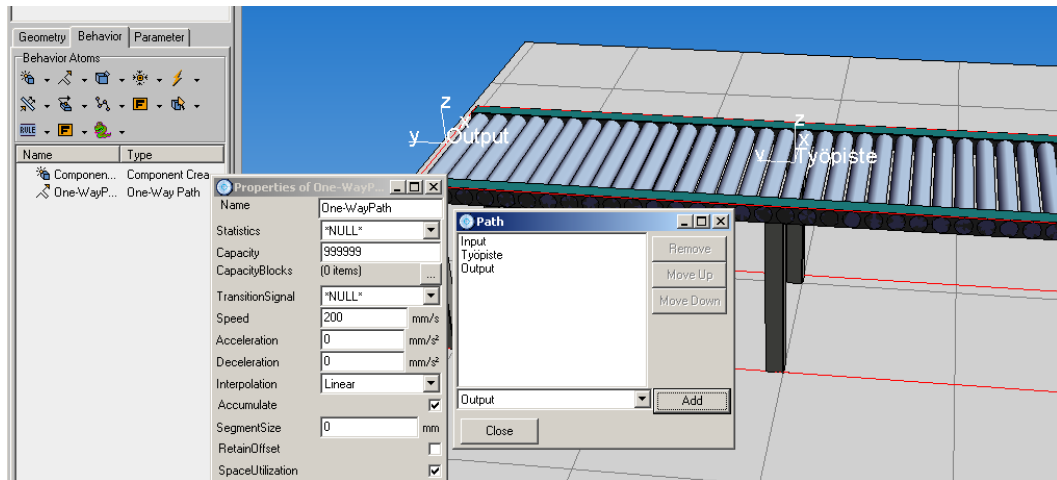 Geometry Behavior Parameter
Behavior Atoms
RULE
Name Type
Componen... Component Crea
One-WayP... One-Way Path
Properties of One-WayP...
Name One-WayPath
Statistics *NULL*
Capacity 999999
CapacityBlocks (0 items) ...
TransitionSignal *NULL*
Speed 200 mm/s
Acceleration 0 mm/s²
Deceleration 0 mm/s²
Interpolation Linear
Accumulate
SegmentSize 0 mm
RetainOffset
SpaceUtilization
Path
Input
Työpiste
Output
Remove
Move Up
Move Down
Output Add
Close
z
x
y Output
z
x
y Työpiste